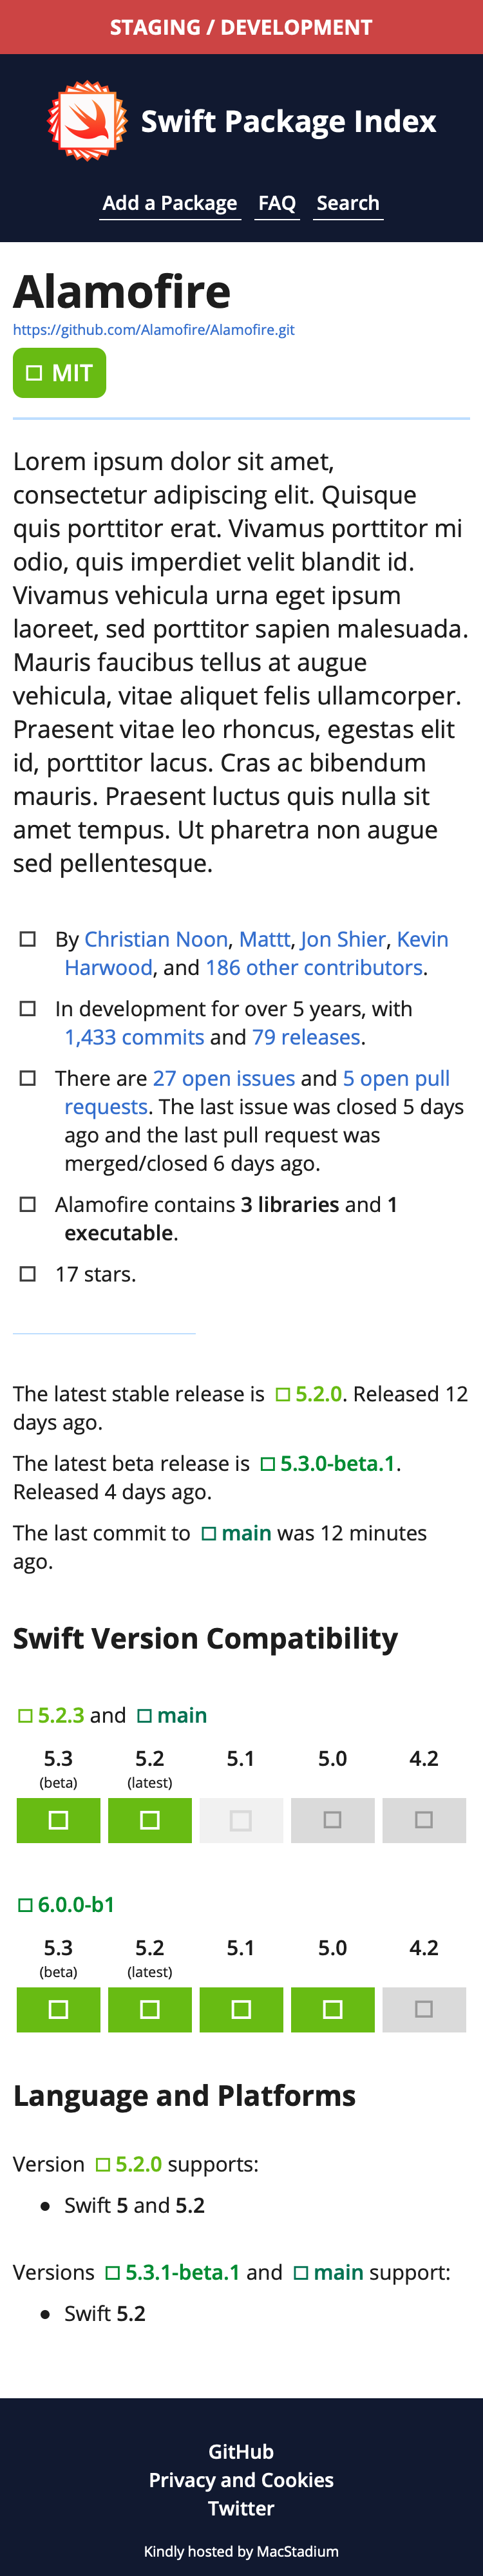 STAGING / DEVELOPMENT
Swift Package Index
Add a Package FAQ Search
Alamofire
https://github.com/Alamofire/Alamofire.git
MIT
Lorem ipsum dolor sit amet,
consectetur adipiscing elit. Quisque
quis porttitor erat. Vivamus porttitor mi
odio, quis imperdiet velit blandit id.
Vivamus vehicula urna eget ipsum
laoreet, sed porttitor sapien malesuada.
Mauris faucibus tellus at augue
vehicula, vitae aliquet felis ullamcorper.
Praesent vitae leo rhoncus, egestas elit
id, porttitor lacus. Cras ac bibendum
mauris. Praesent luctus quis nulla sit
amet tempus. Ut pharetra non augue
sed pellentesque.
By Christian Noon, Mattt, Jon Shier, Kevin
Harwood, and 186 other contributors.
In development for over 5 years, with
1,433 commits and 79 releases.
There are 27 open issues and 5 open pull
requests. The last issue was closed 5 days
ago and the last pull request was
merged/closed 6 days ago.
Alamofire contains 3 libraries and 1
executable.
17 stars.
The latest stable release is 5.2.0. Released 12
days ago.
The latest beta release is 5.3.0-beta.1.
Released 4 days ago.
The last commit to main was 12 minutes
ago.
Swift Version Compatibility
5.2.3 and main
5.3 5.2 5.1 5.0 4.2
(beta) (latest)
6.0.0-b1
5.3 5.2 5.1 5.0 4.2
(beta) (latest)
Language and Platforms
Version 5.2.0 supports:
• Swift 5 and 5.2
Versions 5.3.1-beta.1 and main support:
• Swift 5.2
GitHub
Privacy and Cookies
Twitter
Kindly hosted by MacStadium